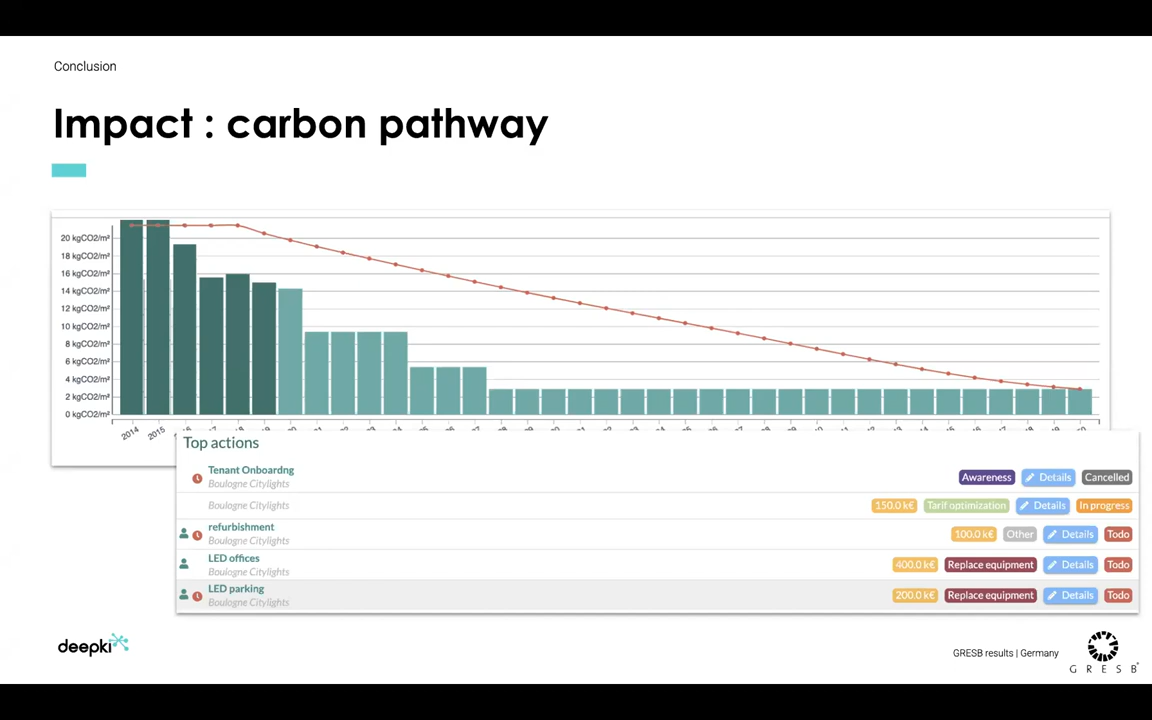 Conclusion
Impact : carbon pathway
20 kgCO2/m²
18 kgCO2/m²
16 kgCO2/m²
14 kgCO2/m²
12 kgCO2/m²
10 kgCO2/m²
8 kgCO2/m²
6 kgCO2/m²
4 kgCO2/m²
2 kgCO2/m²
0 kgCO2/m²
2014 2015
Top actions
Tenant Onboardng
Boulogne Citylights
Awareness Details Cancelled
Boulogne Citylights
150.0 k€ Tarif optimization Details In progress
refurbishment
Boulogne Citylights
100.0 k€ Other Details Todo
LED offices
Boulogne Citylights
400.0 k€ Replace equipment Details Todo
LED parking
Boulogne Citylights
200.0 k€ Replace equipment Details Todo
deepki
GRESB results | Germany
G R E S B